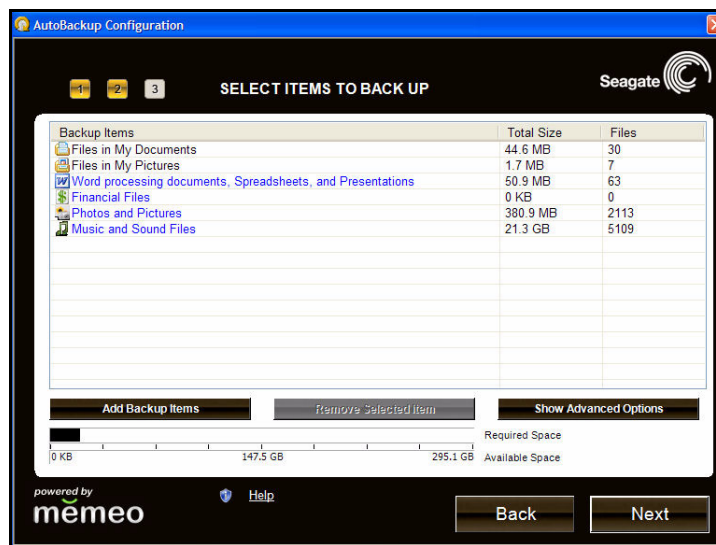 AutoBackup Configuration
1 2 3 SELECT ITEMS TO BACK UP
Seagate
Backup Items Total Size Files
Files in My Documents 44.6 MB 30
Files in My Pictures 1.7 MB 7
Word processing documents, Spreadsheets, and Presentations 50.9 MB 63
Financial Files 0 KB 0
Photos and Pictures 380.9 MB 2113
Music and Sound Files 21.3 GB 5109
Add Backup Items Remove Selected Item Show Advanced Options
Required Space
0 KB 147.5 GB 295.1 GB Available Space
powered by
memeo
Help
Back Next